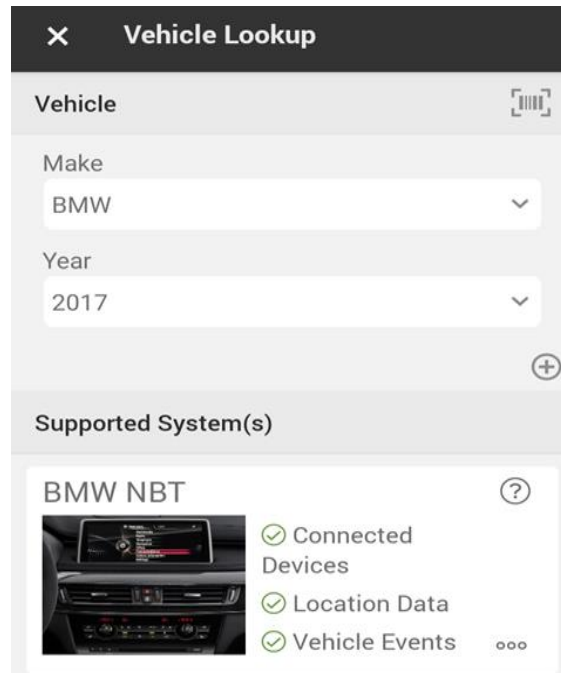 Vehicle Lookup
Vehicle
Make
BMW
Year
2017
Supported System(s)
BMW NBT
Connected
Devices
Location Data
Vehicle Events